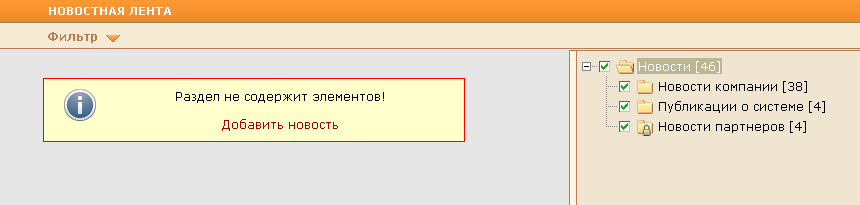 НОВОСТНАЯ ЛЕНТА
Фильтр
Раздел не содержит элементов!
Добавить новость
Новости [46]
Новости компании [38]
Публикации о системе [4]
Новости партнеров [4]